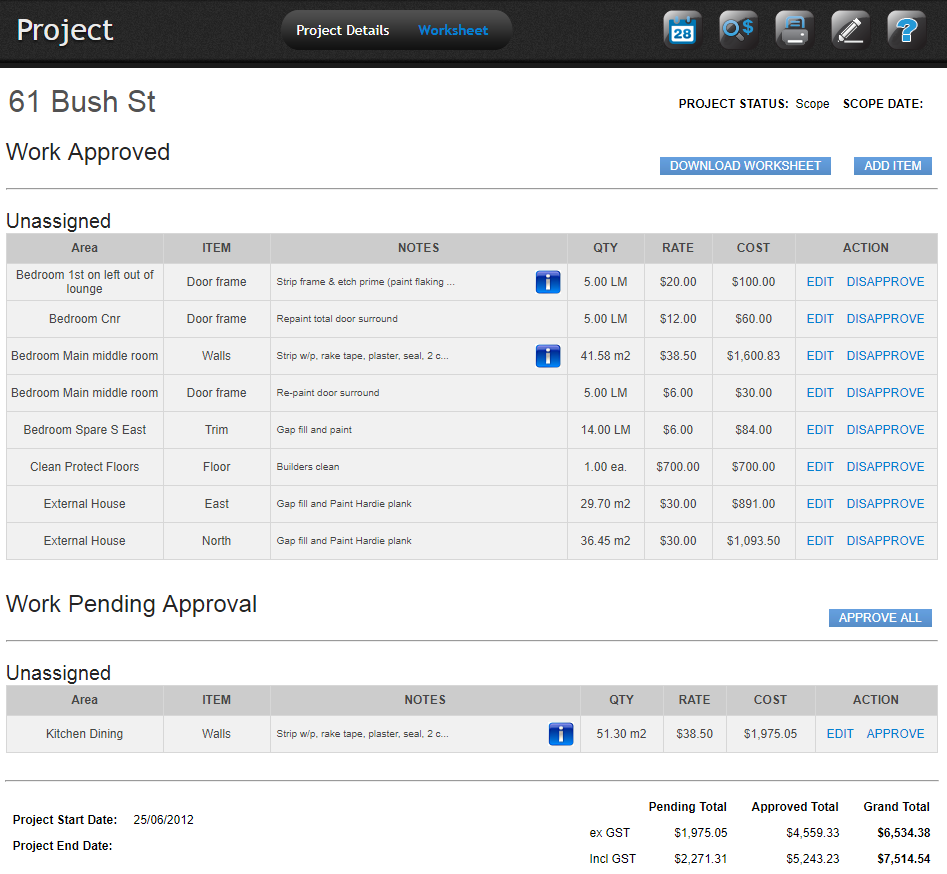 Project
Project Details Worksheet
28 $ ?
61 Bush St
PROJECT STATUS: Scope SCOPE DATE:
Work Approved
DOWNLOAD WORKSHEET ADD ITEM
Unassigned
Area ITEM NOTES QTY RATE COST ACTION
Bedroom 1st on left out of
lounge Door frame Strip frame & etch prime (paint flaking ... i 5.00 LM $20.00 $100.00 EDIT DISAPPROVE
Bedroom Cnr Door frame Repaint total door surround 5.00 LM $12.00 $60.00 EDIT DISAPPROVE
Bedroom Main middle room Walls Strip w/p, rake tape, plaster, seal, 2 c... i 41.58 m2 $38.50 $1,600.83 EDIT DISAPPROVE
Bedroom Main middle room Door frame Re-paint door surround 5.00 LM $6.00 $30.00 EDIT DISAPPROVE
Bedroom Spare S East Trim Gap fill and paint 14.00 LM $6.00 $84.00 EDIT DISAPPROVE
Clean Protect Floors Floor Builders clean 1.00 ea. $700.00 $700.00 EDIT DISAPPROVE
External House East Gap fill and Paint Hardie plank 29.70 m2 $30.00 $891.00 EDIT DISAPPROVE
External House North Gap fill and Paint Hardie plank 36.45 m2 $30.00 $1,093.50 EDIT DISAPPROVE
Work Pending Approval
APPROVE ALL
Unassigned
Area ITEM NOTES QTY RATE COST ACTION
Kitchen Dining Walls Strip w/p, rake tape, plaster, seal, 2 c... i 51.30 m2 $38.50 $1,975.05 EDIT APPROVE
Pending Total Approved Total Grand Total
Project Start Date: 25/06/2012
ex GST $1,975.05 $4,559.33 $6,534.38
Project End Date:
Incl GST $2,271.31 $5,243.23 $7,514.54